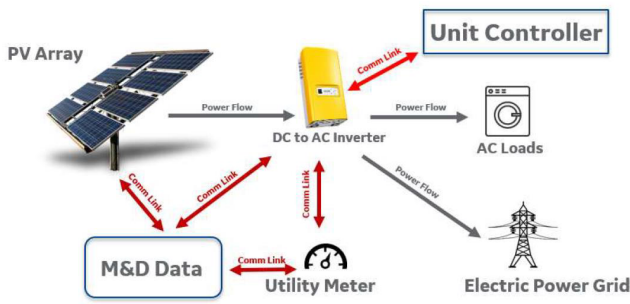 Unit Controller
PV Array
Comm Link
Power Flow
Power Flow
DC to AC Inverter
AC Loads
Comm Link
Comm Link
Comm Link
Power Flow
M&D Data
Comm Link
Utility Meter
Electric Power Grid